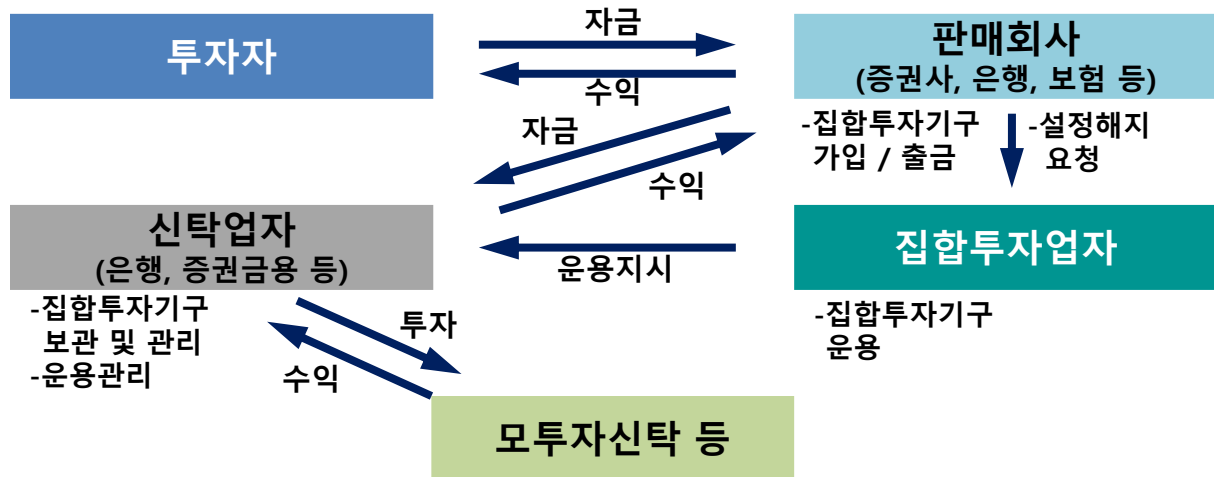 투자자
자금
수익
판매회사
(증권사, 은행, 보험 등)
-집합투자기구
가입 / 출금
-설정해지
요청
자금
수익
신탁업자
(은행, 증권금용 등)
운용지시
집합투자업자
-집합투자기구
보관 및 관리
-운용관리
투자
수익
-집합투자기구
운용
모투자신탁 등